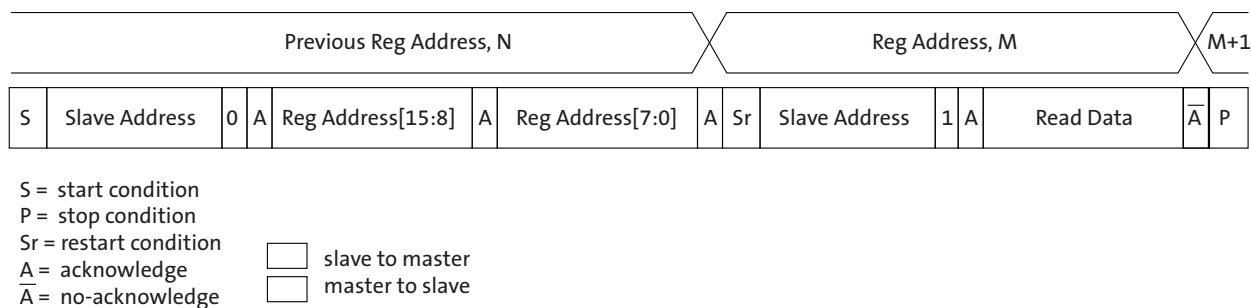 Previous Reg Address, N Reg Address, M M+1
S Slave Address 0 A Reg Address[15:8] A Reg Address[7:0] A Sr Slave Address 1 A Read Data A̅ P
S = start condition
P = stop condition
Sr = restart condition
A = acknowledge
A̅ = no-acknowledge
slave to master
master to slave